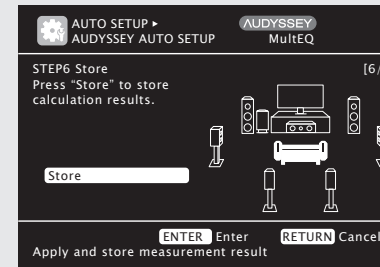 AUTO SETUP ▸ AUDYSSEY
AUDYSSEY AUTO SETUP MultEQ
STEP6 Store [6/
Press “Store” to store
calculation results.
Store
ENTER Enter RETURN Cancel
Apply and store measurement result